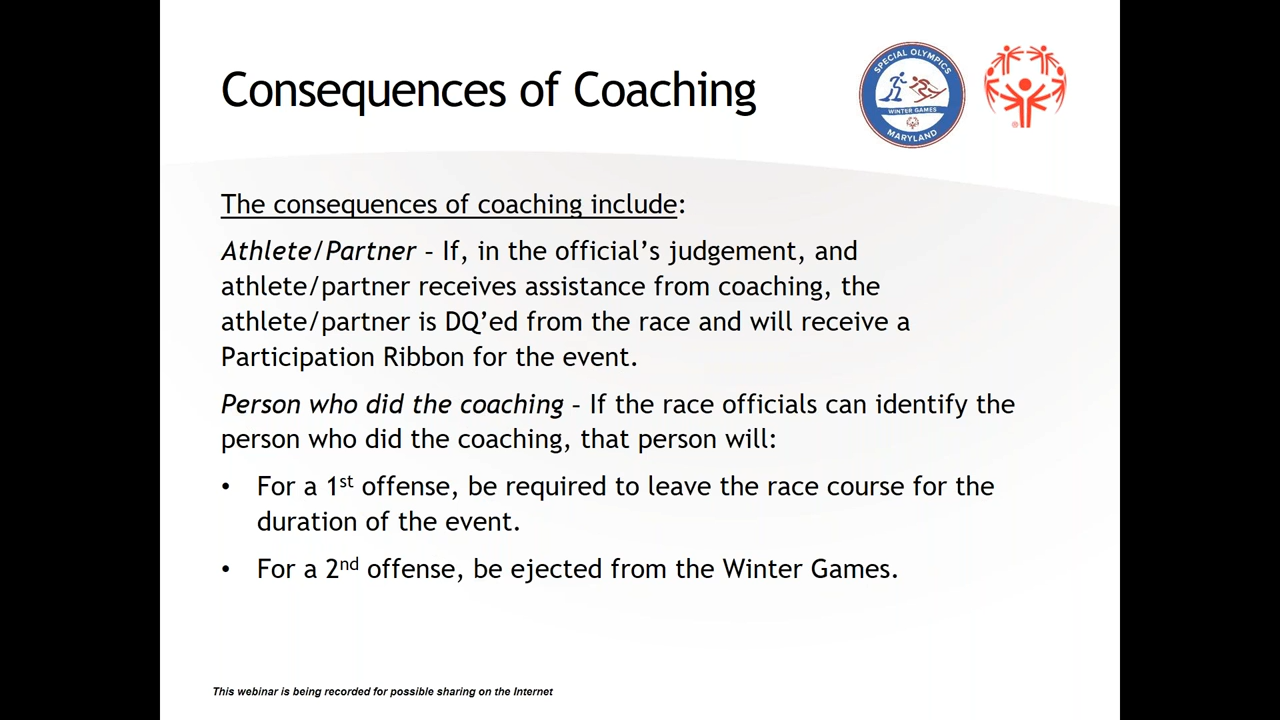 Consequences of Coaching
SPECIAL OLYMPICS
WINTER GAMES
MARYLAND
®
The consequences of coaching include:
Athlete/Partner – If, in the official’s judgement, and
athlete/partner receives assistance from coaching, the
athlete/partner is DQ’ed from the race and will receive a
Participation Ribbon for the event.
Person who did the coaching – If the race officials can identify the
person who did the coaching, that person will:
• For a 1st offense, be required to leave the race course for the
duration of the event.
• For a 2nd offense, be ejected from the Winter Games.
This webinar is being recorded for possible sharing on the Internet